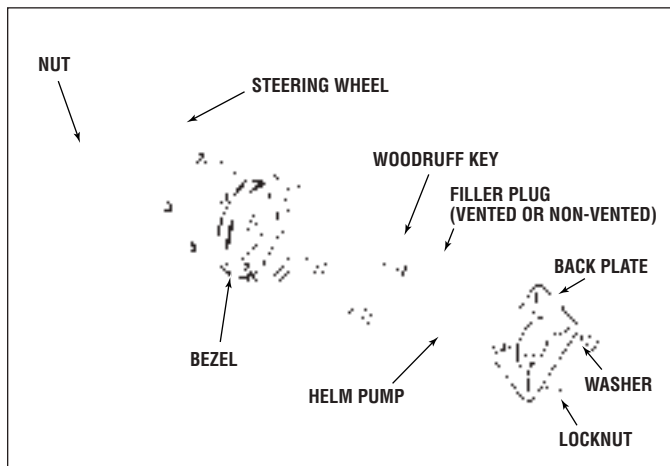 NUT
STEERING WHEEL
WOODRUFF KEY
FILLER PLUG
(VENTED OR NON-VENTED)
BACK PLATE
BEZEL
HELM PUMP
WASHER
LOCKNUT